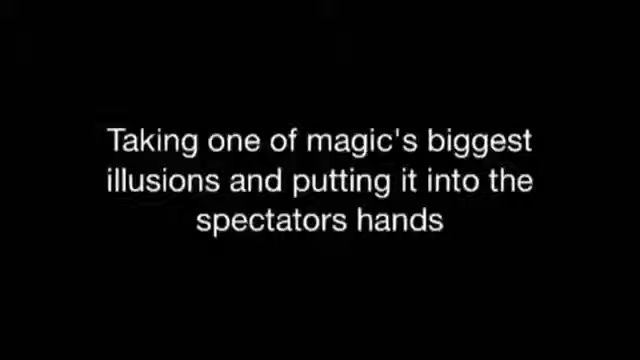 Taking one of magic's biggest
illusions and putting it into the
spectators hands